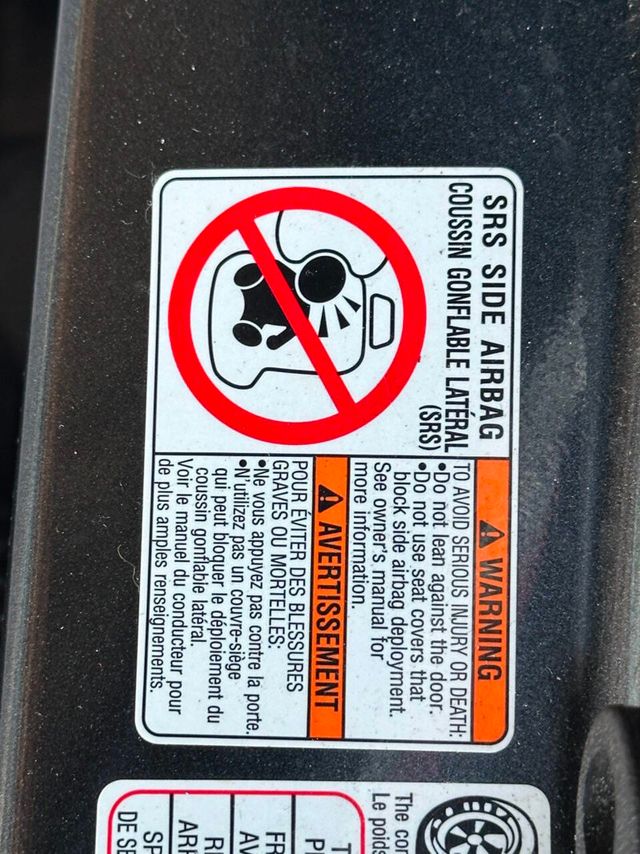 SRS SIDE AIRBAG
COUSSIN GONFLABLE LATÉRAL
(SRS)
WARNING
TO AVOID SERIOUS INJURY OR DEATH:
•Do not lean against the door.
•Do not use seat covers that
block side airbag deployment.
See owner's manual for
more information.
AVERTISSEMENT
POUR ÉVITER DES BLESSURES
GRAVES OU MORTELLES:
•Ne vous appuyez pas contre la porte.
•N'utilizez pas un couvre-siège
qui peut bloquer le déploiement du
coussin gonflable latéral.
Voir le manuel du conducteur pour
de plus amples renseignements.
The
Le poids